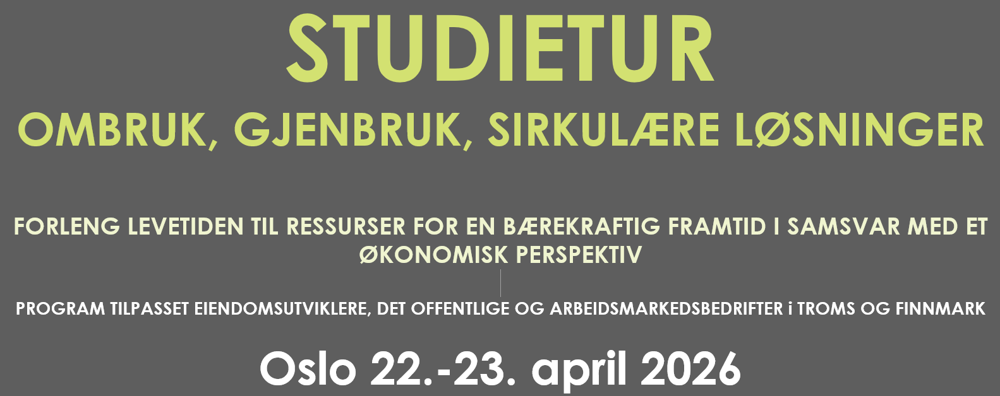 STUDIETUR
OMBRUK, GJENBRUK, SIRKULÆRE LØSNINGER
FORLENG LEVETIDEN TIL RESSURSER FOR EN BÆREKRAFTIG FRAMTID I SAMSVAR MED ET
ØKONOMISK PERSPEKTIV
PROGRAM TILPASSET EIENDOMSUTVIKLERE, DET OFFENTLIGE OG ARBEIDSMARKEDSBEDRIFTER i TROMS OG FINNMARK
Oslo 22.-23. april 2026